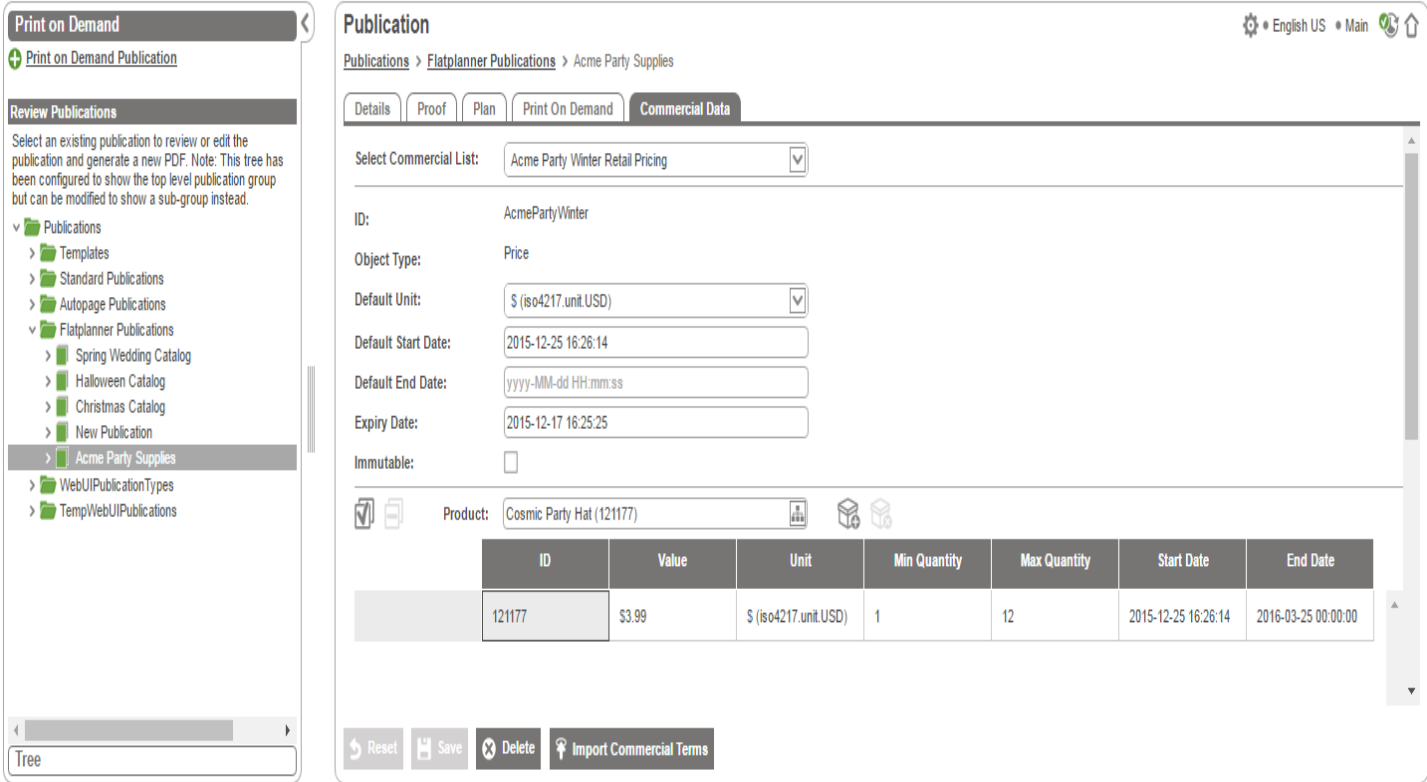 Print on Demand
Print on Demand Publication
Review Publications
Select an existing publication to review or edit the
publication and generate a new PDF. Note: This tree has
been configured to show the top level publication group
but can be modified to show a sub-group instead.
Publications
Templates
Standard Publications
Autopage Publications
Flatplanner Publications
Spring Wedding Catalog
Halloween Catalog
Christmas Catalog
New Publication
Acme Party Supplies
WebUIPublicationTypes
TempWebUIPublications
Tree
Publication
English US Main
Publications > Flatplanner Publications > Acme Party Supplies
Details Proof Plan Print On Demand Commercial Data
Select Commercial List: Acme Party Winter Retail Pricing
ID: AcmePartyWinter
Object Type: Price
Default Unit: $ (iso4217.unit.USD)
Default Start Date: 2015-12-25 16:26:14
Default End Date: yyyy-MM-dd HH:mm:ss
Expiry Date: 2015-12-17 16:25:25
Immutable:
Product: Cosmic Party Hat (121177)
ID Value Unit Min Quantity Max Quantity Start Date End Date
121177 $3.99 $ (iso4217.unit.USD) 1 12 2015-12-25 16:26:14 2016-03-25 00:00:00
Reset Save Delete Import Commercial Terms